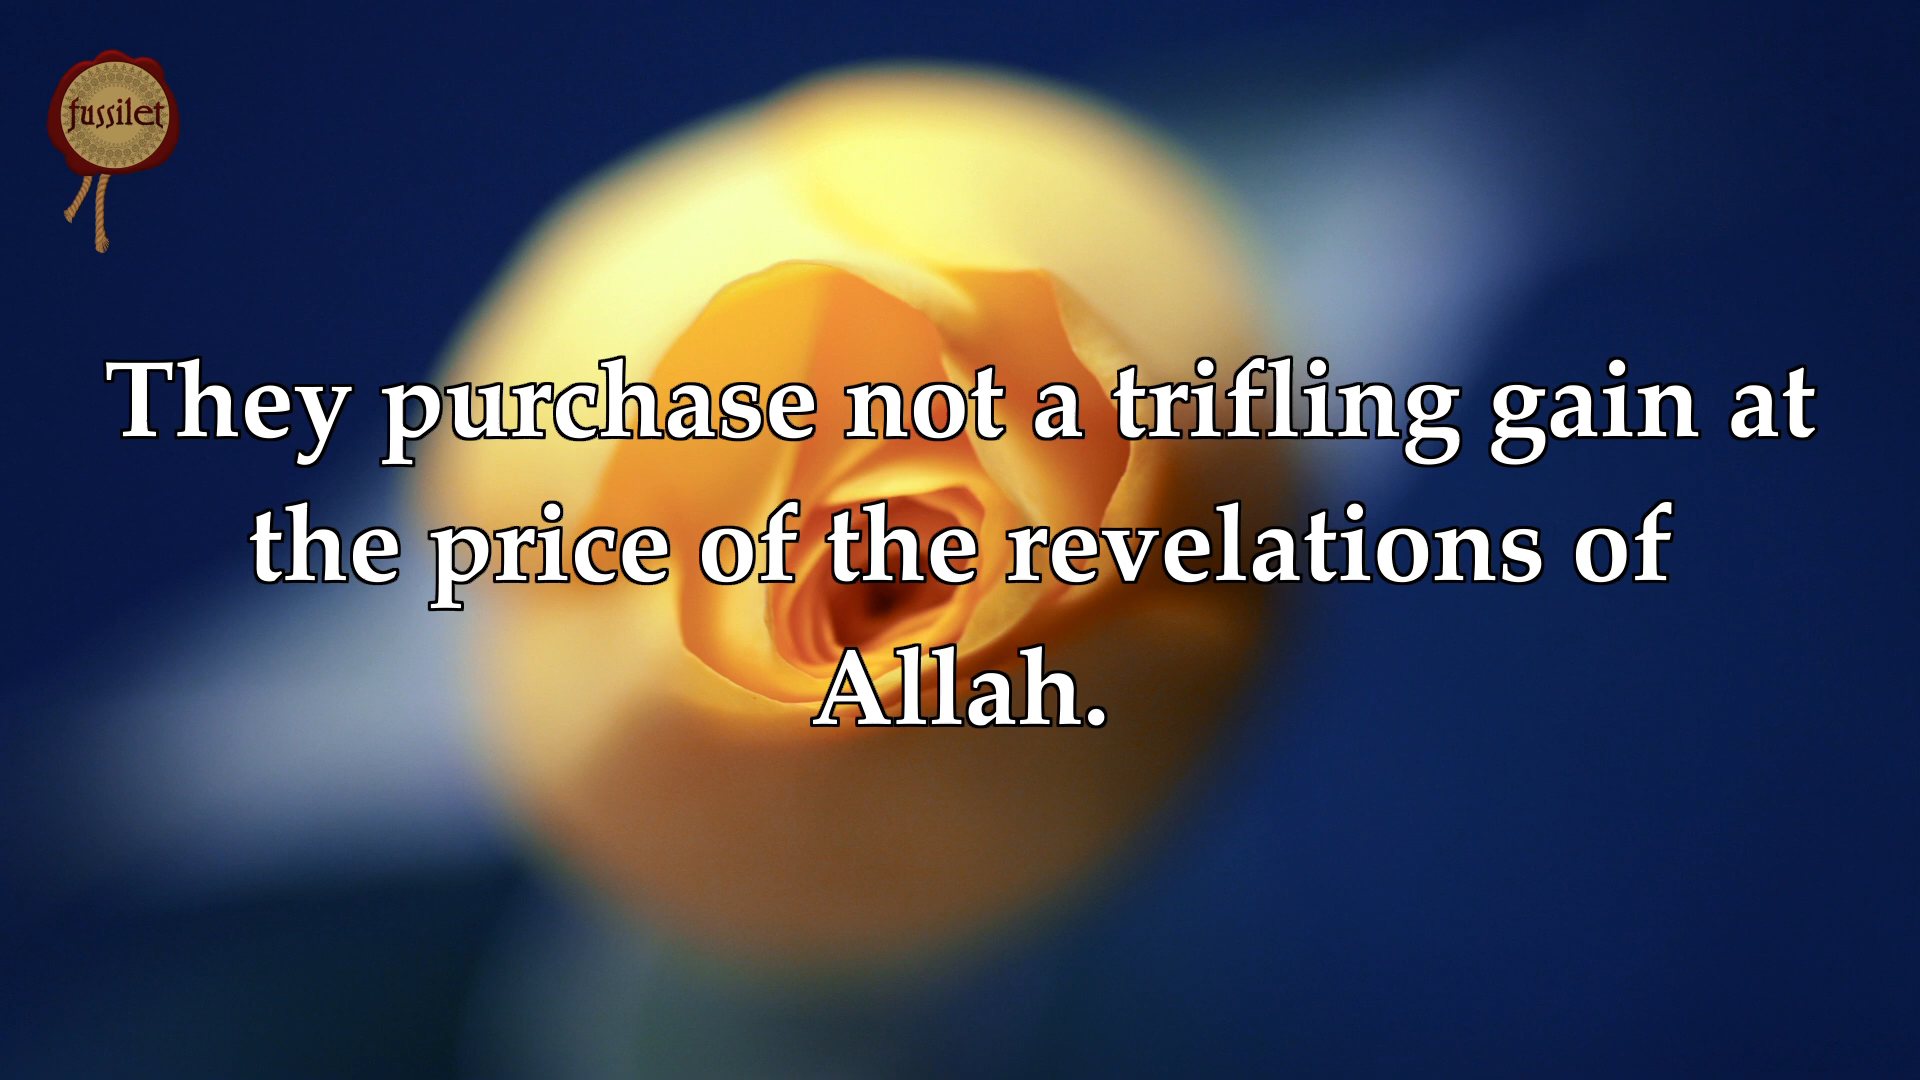 fussilet
They purchase not a trifling gain at
the price of the revelations of
Allah.